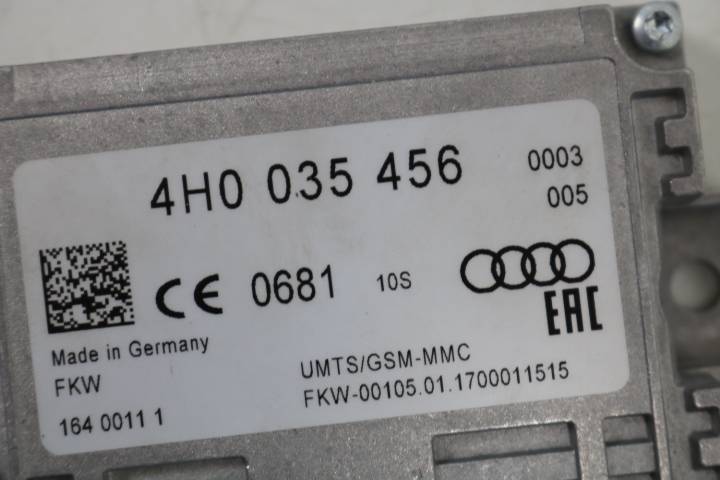 4H0 035 456 0003
005
CE 0681 10S
EAC
Made in Germany
FKW
164 0011 1
UMTS/GSM-MMC
FKW-00105.01.1700011515